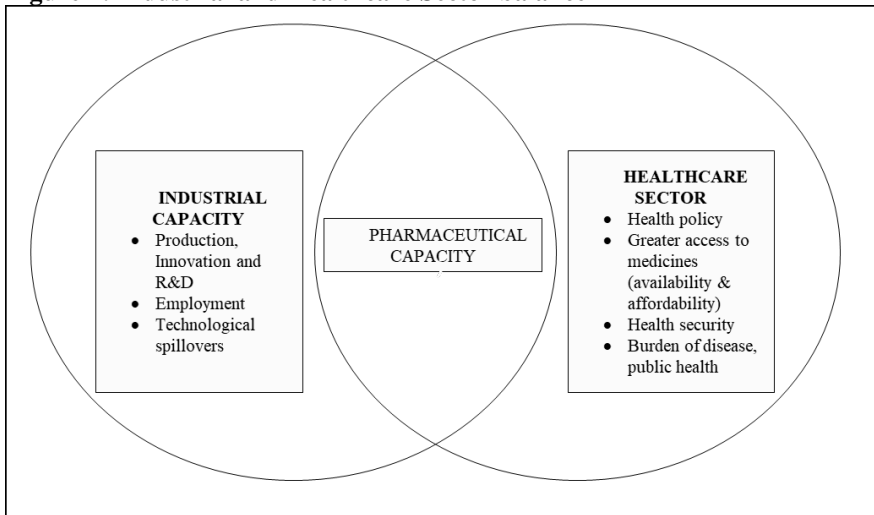 INDUSTRIAL
CAPACITY
• Production,
Innovation and
R&D
• Employment
• Technological
spillovers
PHARMACEUTICAL
CAPACITY
HEALTHCARE
SECTOR
• Health policy
• Greater access to
medicines
(availability &
affordability)
• Health security
• Burden of disease,
public health